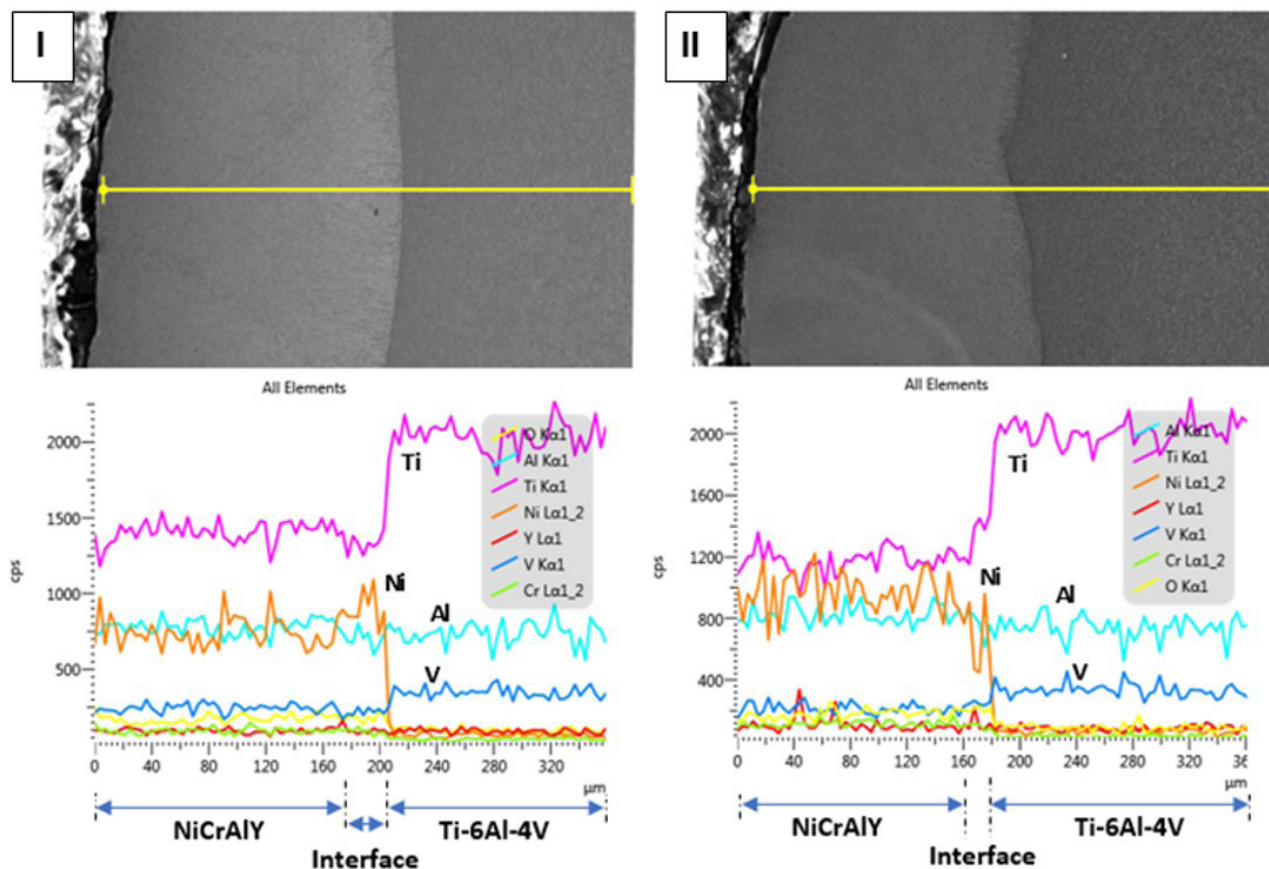 I
II
All Elements
2000
1500
1000
500
cps
Ti
Ni
Al
V
O Kα1
Al Kα1
Ti Kα1
Ni Lα1_2
Y Lα1
V Kα1
Cr Lα1_2
0 40 80 120 160 200 240 280 320
μm
NiCrAlY
Interface
Ti-6Al-4V
All Elements
2000
1600
1200
800
400
cps
Ti
Ni
Al
V
Al Kα1
Ti Kα1
Ni Lα1_2
Y Lα1
V Kα1
Cr Lα1_2
O Kα1
0 40 80 120 160 200 240 280 320 36
μm
NiCrAlY
Interface
Ti-6Al-4V